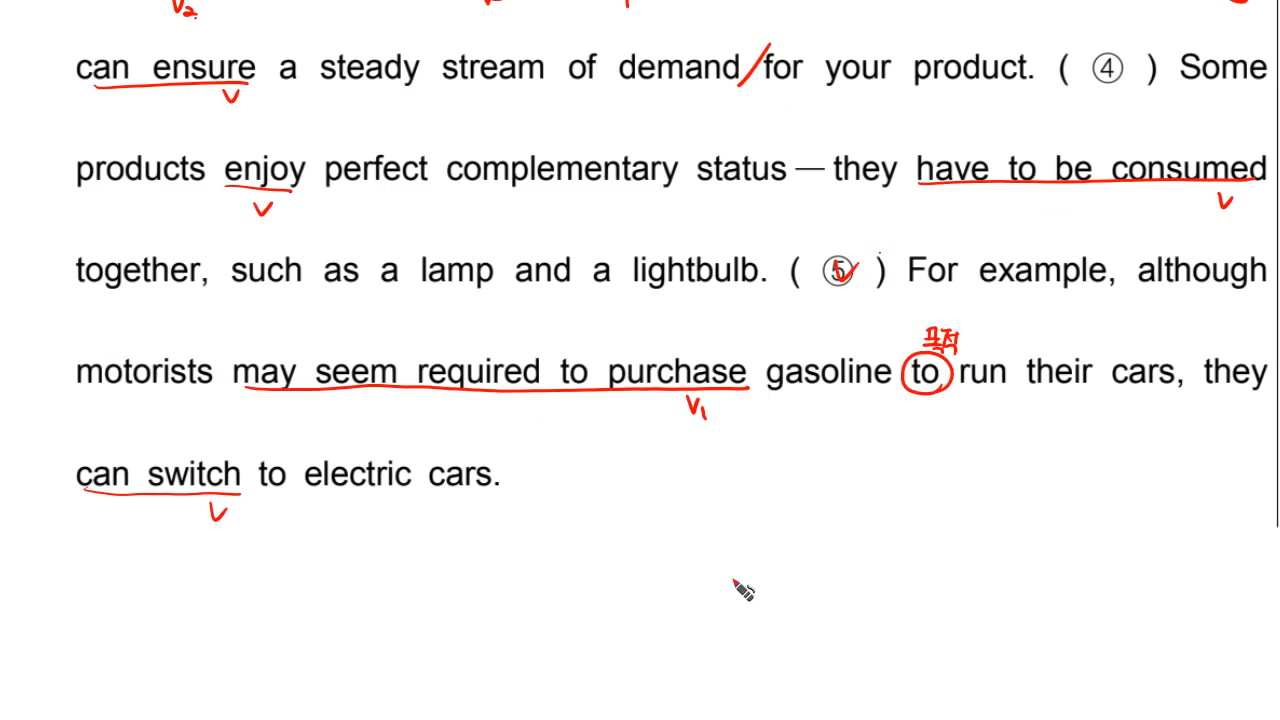 V2
can ensure a steady stream of demand/for your product. ( ④ ) Some
V
products enjoy perfect complementary status — they have to be consumed
V V
together, such as a lamp and a lightbulb. ( ⑤ ) For example, although
목적
motorists may seem required to purchase gasoline to run their cars, they
V1
can switch to electric cars.
V